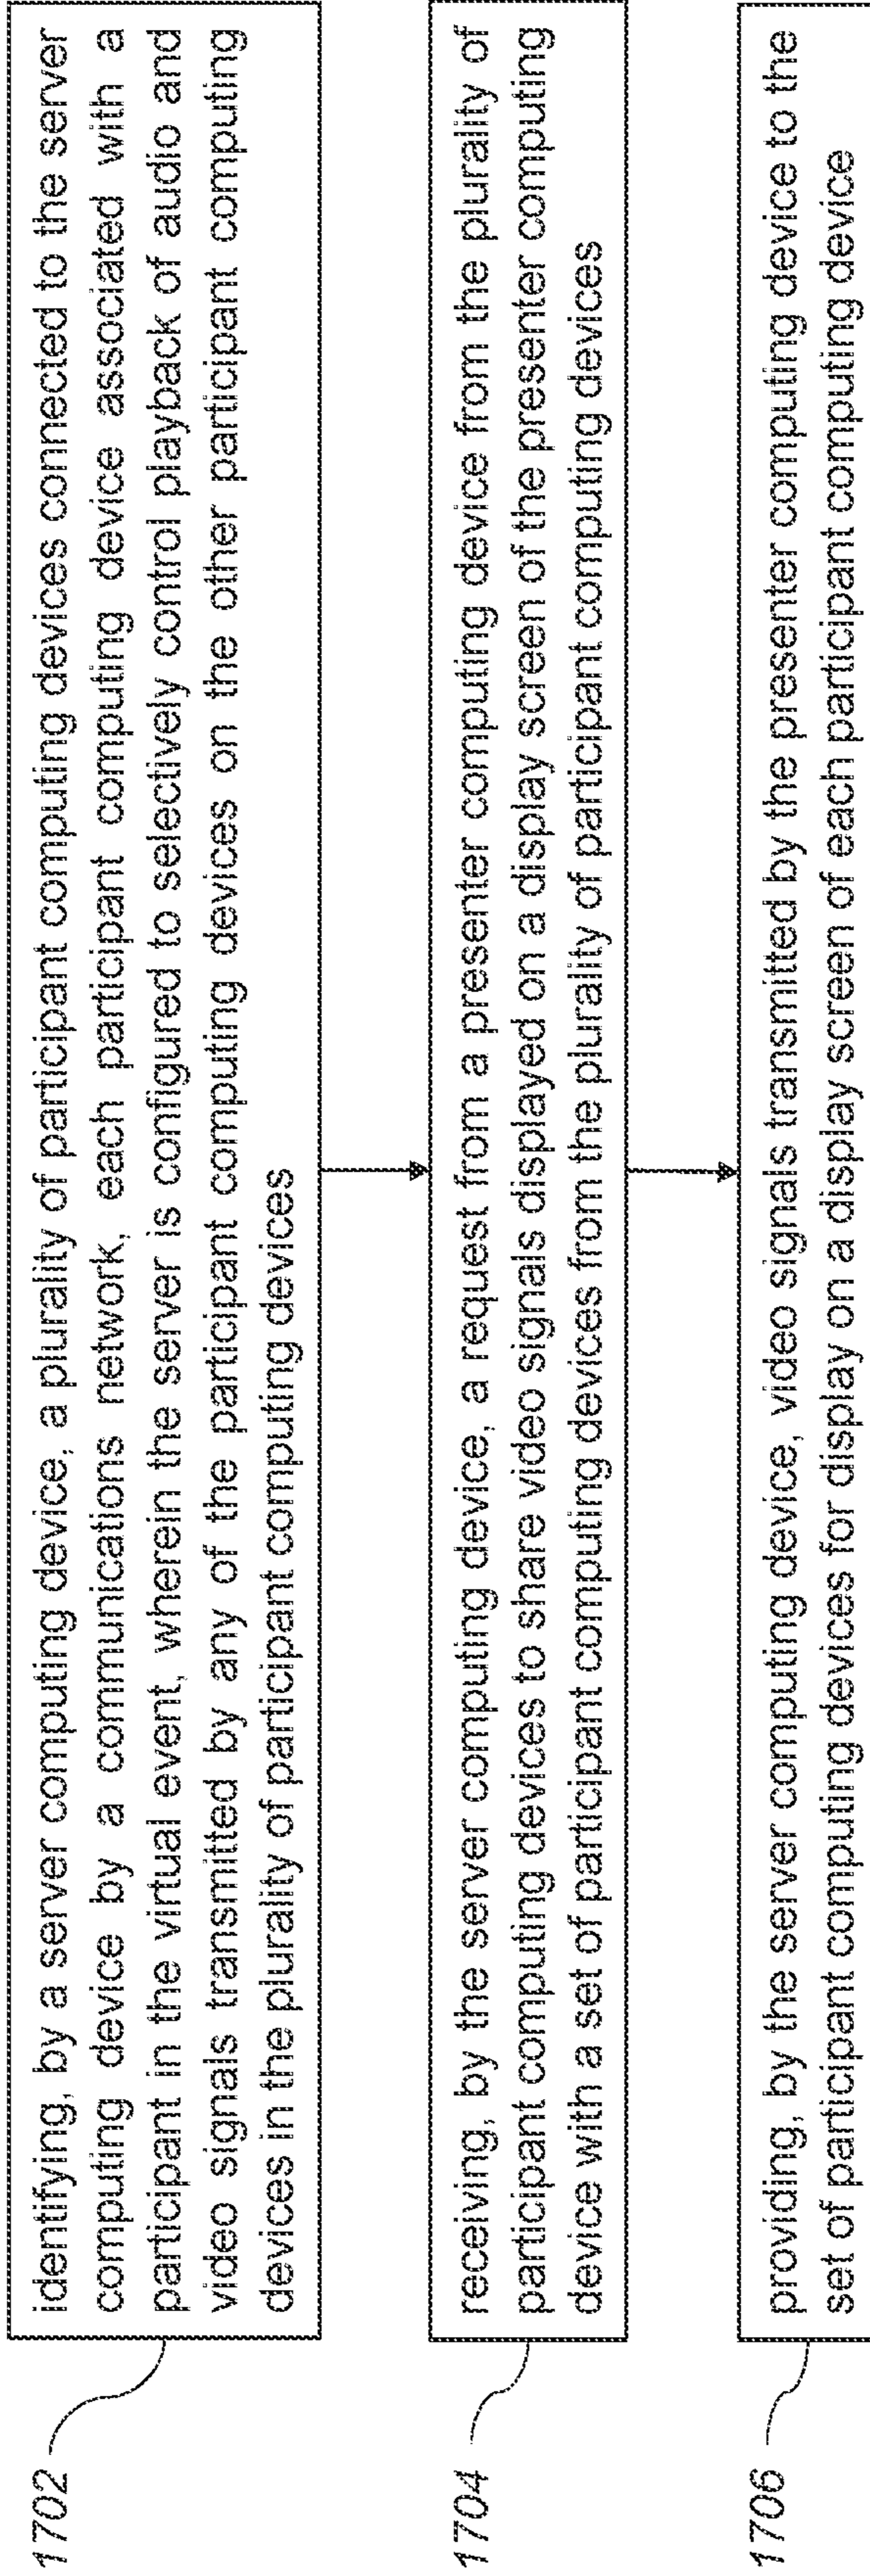 1702
identifying, by a server computing device, a plurality of participant computing devices connected to the server
computing device by a communications network, each participant computing device associated with a
participant in the virtual event, wherein the server is configured to selectively control playback of audio and
video signals transmitted by any of the participant computing devices on the other participant computing
devices in the plurality of participant computing devices
1704
receiving, by the server computing device, a request from a presenter computing device from the plurality of
participant computing devices to share video signals displayed on a display screen of the presenter computing
device with a set of participant computing devices from the plurality of participant computing devices
1706
providing, by the server computing device, video signals transmitted by the presenter computing device to the
set of participant computing devices for display on a display screen of each participant computing device